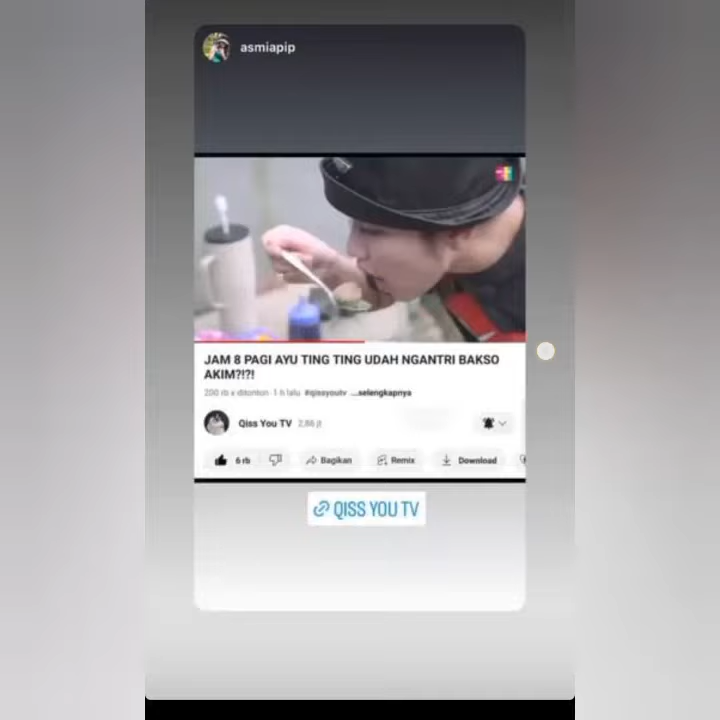 asmiapip
JAM 8 PAGI AYU TING TING UDAH NGANTRI BAKSO
AKIM?!?!
200 rb x ditonton 1 h lalu #qissyoutv ...selengkapnya
Qiss You TV 2,86 jt
6 rb Bagikan Remix Download
QISS YOU TV